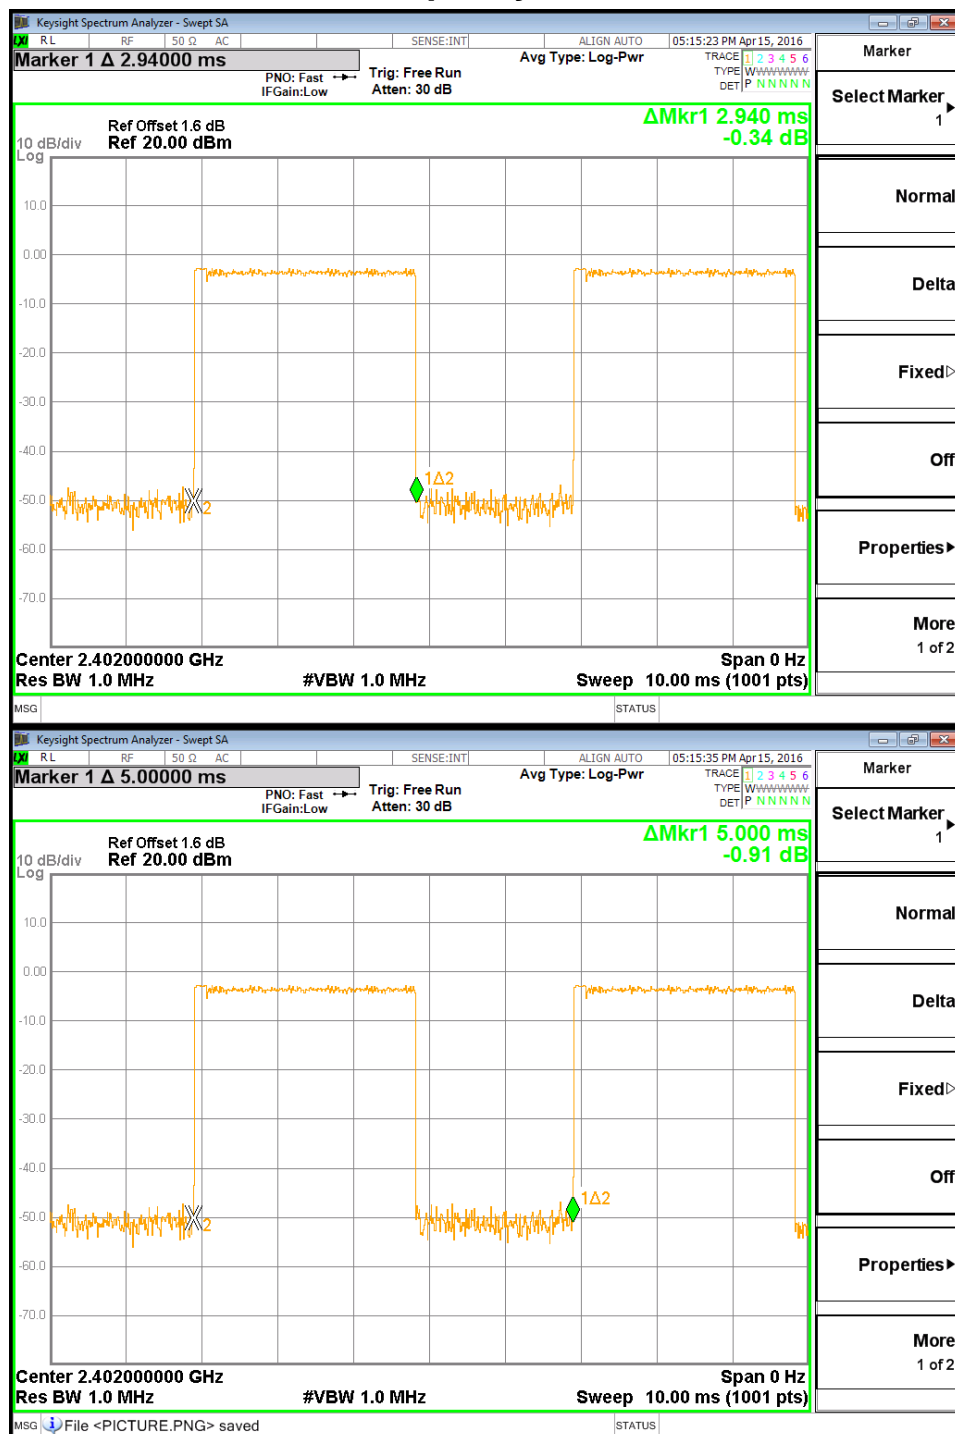 Keysight Spectrum Analyzer - Swept SA
LXI RL RF 50 Ω AC SENSE:INT ALIGN AUTO 05:15:23 PM Apr 15, 2016
Marker 1 Δ 2.94000 ms
PNO: Fast
IFGain:Low
Trig: Free Run
Atten: 30 dB
Avg Type: Log-Pwr
TRACE 1 2 3 4 5 6
TYPE WWWWWWW
DET P N N N N N
ΔMkr1 2.940 ms
-0.34 dB
Ref Offset 1.6 dB
10 dB/div Ref 20.00 dBm
Log
10.0
0.00
-10.0
-20.0
-30.0
-40.0
-50.0
-60.0
-70.0
1Δ2
2
Center 2.402000000 GHz Span 0 Hz
Res BW 1.0 MHz #VBW 1.0 MHz Sweep 10.00 ms (1001 pts)
MSG STATUS
Marker
Select Marker
1
Normal
Delta
Fixed
Off
Properties
More
1 of 2
Keysight Spectrum Analyzer - Swept SA
LXI RL RF 50 Ω AC SENSE:INT ALIGN AUTO 05:15:35 PM Apr 15, 2016
Marker 1 Δ 5.00000 ms
PNO: Fast
IFGain:Low
Trig: Free Run
Atten: 30 dB
Avg Type: Log-Pwr
TRACE 1 2 3 4 5 6
TYPE WWWWWWW
DET P N N N N N
ΔMkr1 5.000 ms
-0.91 dB
Ref Offset 1.6 dB
10 dB/div Ref 20.00 dBm
Log
10.0
0.00
-10.0
-20.0
-30.0
-40.0
-50.0
-60.0
-70.0
1Δ2
2
Center 2.402000000 GHz Span 0 Hz
Res BW 1.0 MHz #VBW 1.0 MHz Sweep 10.00 ms (1001 pts)
MSG File <PICTURE.PNG> saved STATUS
Marker
Select Marker
1
Normal
Delta
Fixed
Off
Properties
More
1 of 2